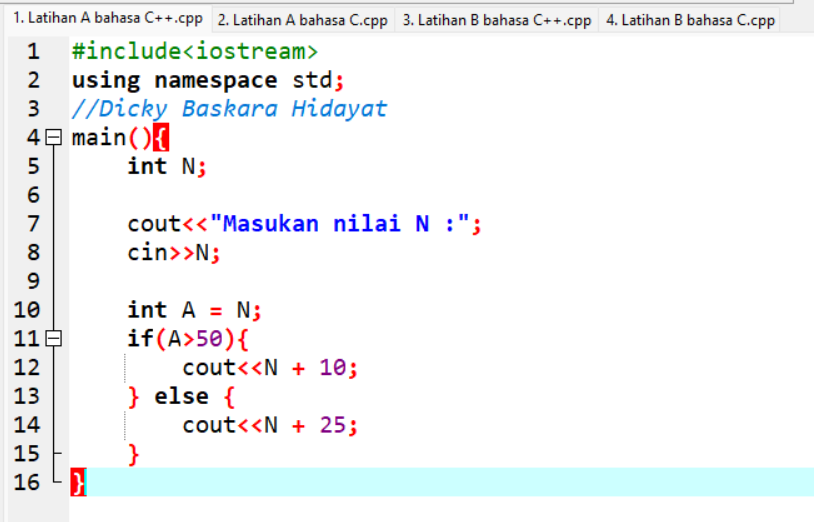 1. Latihan A bahasa C++.cpp 2. Latihan A bahasa C.cpp 3. Latihan B bahasa C++.cpp 4. Latihan B bahasa C.cpp
1 #include<iostream>
2 using namespace std;
3 //Dicky Baskara Hidayat
4 main(){
5 int N;
6
7 cout<<"Masukan nilai N :";
8 cin>>N;
9
10 int A = N;
11 if(A>50){
12 cout<<N + 10;
13 } else {
14 cout<<N + 25;
15 }
16 }